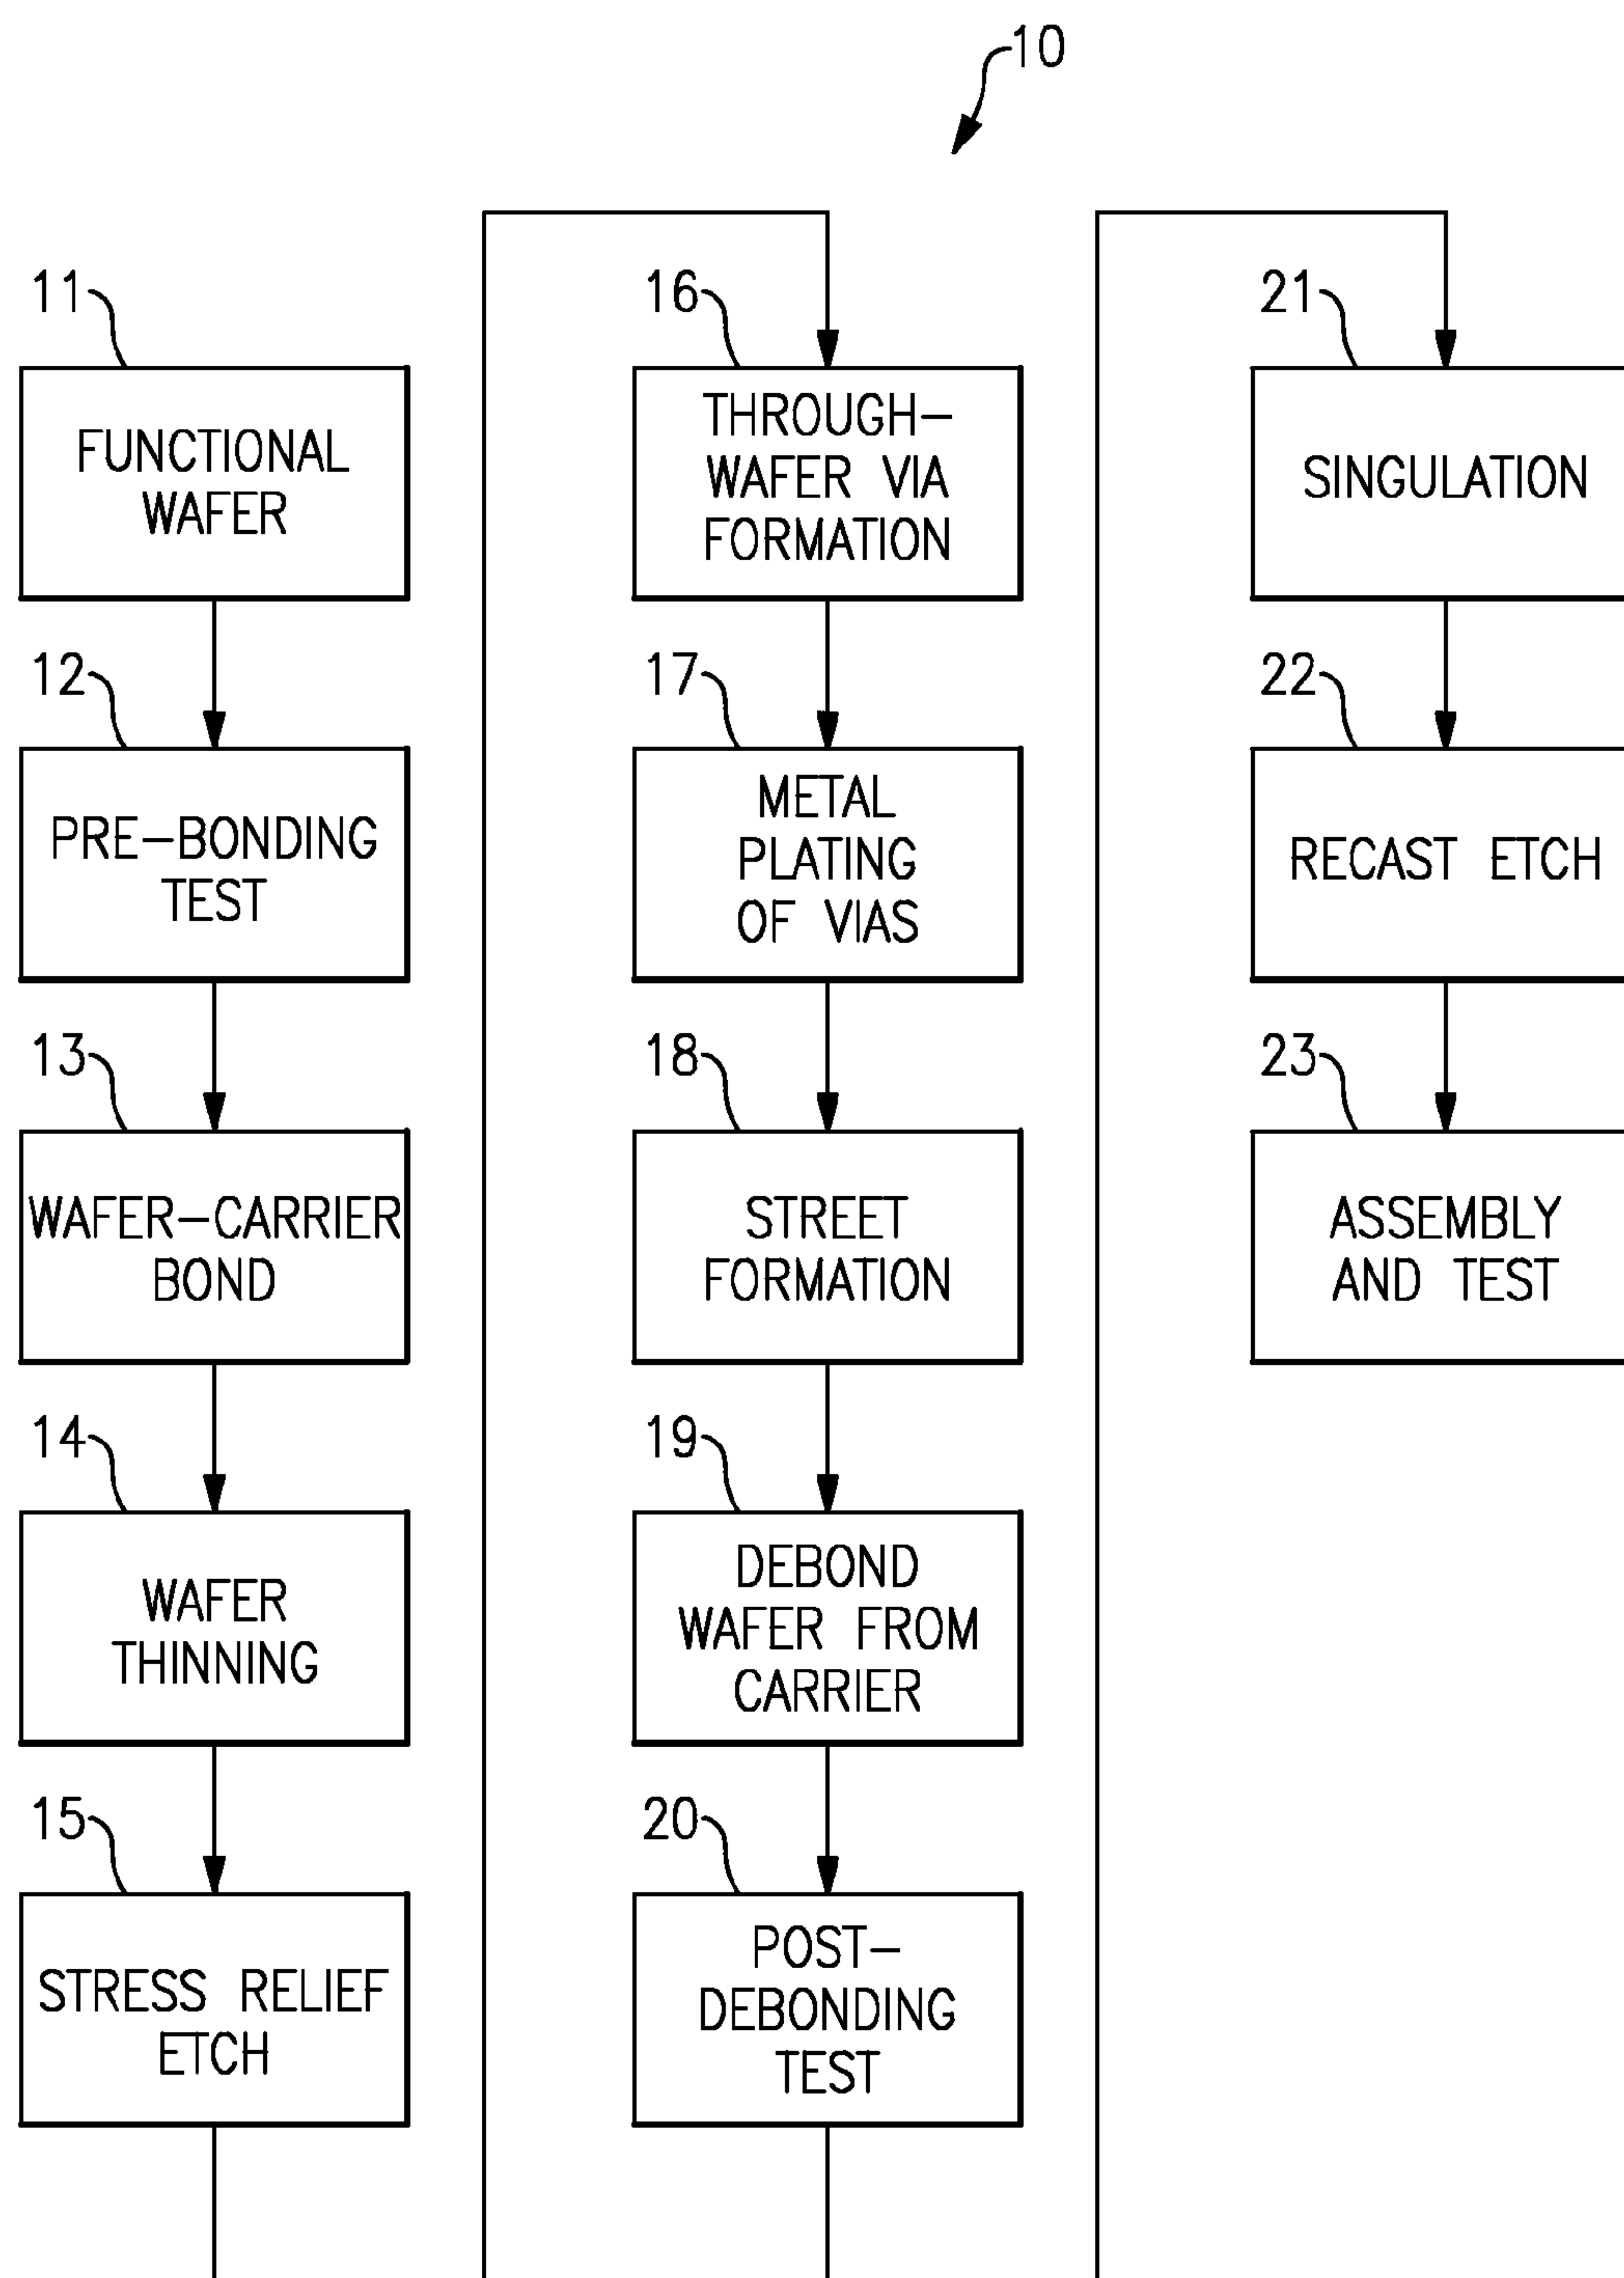 10
11
FUNCTIONAL
WAFER
12
PRE-BONDING
TEST
13
WAFER-CARRIER
BOND
14
WAFER
THINNING
15
STRESS RELIEF
ETCH
16
THROUGH-
WAFER VIA
FORMATION
17
METAL
PLATING
OF VIAS
18
STREET
FORMATION
19
DEBOND
WAFER FROM
CARRIER
20
POST-
DEBONDING
TEST
21
SINGULATION
22
RECAST ETCH
23
ASSEMBLY
AND TEST